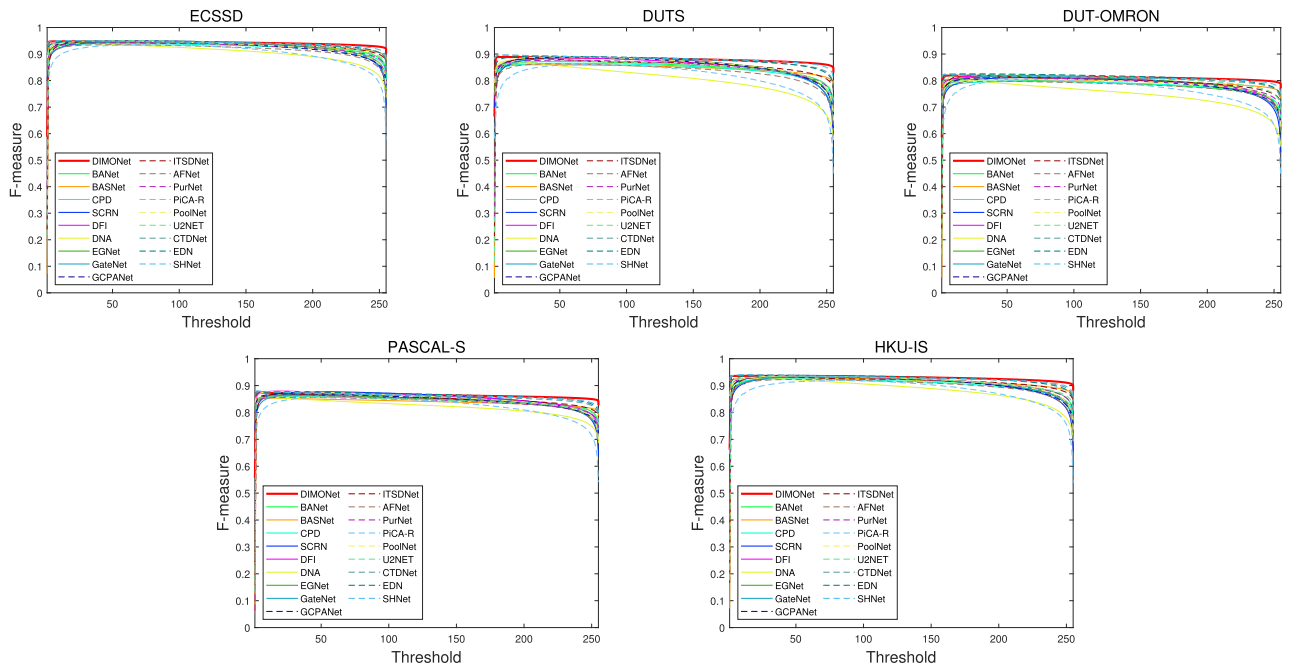 ECSSD
F-measure
1
0.9
0.8
0.7
0.6
0.5
0.4
0.3
0.2
0.1
0
DIMONet ITSDNet
BANet AFNet
BASNet PurNet
CPD PiCA-R
SCRN PoolNet
DFI U2NET
DNA CTDNet
EGNet EDN
GateNet SHNet
GCPANet
50 100 150 200 250
Threshold
DUTS
F-measure
1
0.9
0.8
0.7
0.6
0.5
0.4
0.3
0.2
0.1
0
DIMONet ITSDNet
BANet AFNet
BASNet PurNet
CPD PiCA-R
SCRN PoolNet
DFI U2NET
DNA CTDNet
EGNet EDN
GateNet SHNet
GCPANet
50 100 150 200 250
Threshold
DUT-OMRON
F-measure
1
0.9
0.8
0.7
0.6
0.5
0.4
0.3
0.2
0.1
0
DIMONet ITSDNet
BANet AFNet
BASNet PurNet
CPD PiCA-R
SCRN PoolNet
DFI U2NET
DNA CTDNet
EGNet EDN
GateNet SHNet
GCPANet
50 100 150 200 250
Threshold
PASCAL-S
F-measure
1
0.9
0.8
0.7
0.6
0.5
0.4
0.3
0.2
0.1
0
DIMONet ITSDNet
BANet AFNet
BASNet PurNet
CPD PiCA-R
SCRN PoolNet
DFI U2NET
DNA CTDNet
EGNet EDN
GateNet SHNet
GCPANet
50 100 150 200 250
Threshold
HKU-IS
F-measure
1
0.9
0.8
0.7
0.6
0.5
0.4
0.3
0.2
0.1
0
DIMONet ITSDNet
BANet AFNet
BASNet PurNet
CPD PiCA-R
SCRN PoolNet
DFI U2NET
DNA CTDNet
EGNet EDN
GateNet SHNet
GCPANet
50 100 150 200 250
Threshold